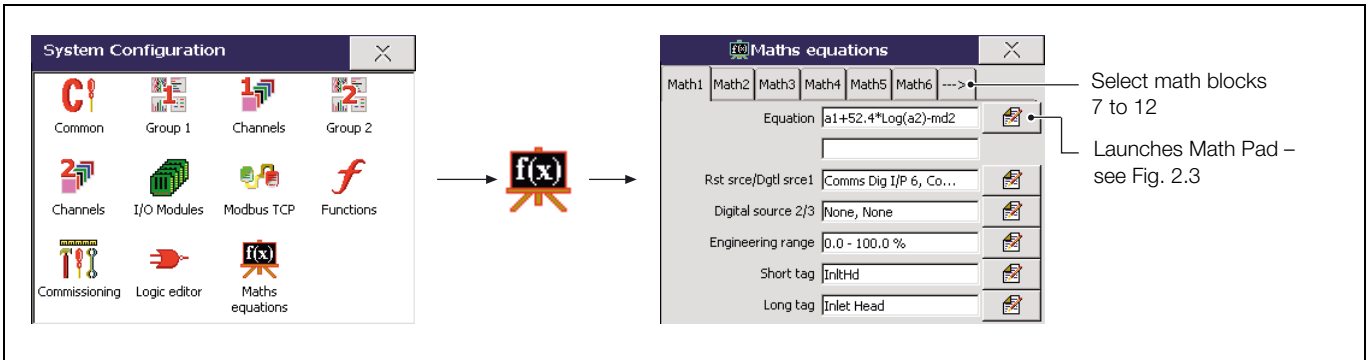 System Configuration
Common
Group 1
Channels
Group 2
Channels
I/O Modules
Modbus TCP
Functions
Commissioning
Logic editor
Maths
equations
f(x)
Maths equations
Math1 Math2 Math3 Math4 Math5 Math6 --->
Equation a1+52.4*Log(a2)-md2
Rst srce/Dgtl srce1 Comms Dig I/P 6, Co...
Digital source 2/3 None, None
Engineering range 0.0 - 100.0 %
Short tag InltHd
Long tag Inlet Head
Select math blocks
7 to 12
Launches Math Pad –
see Fig. 2.3